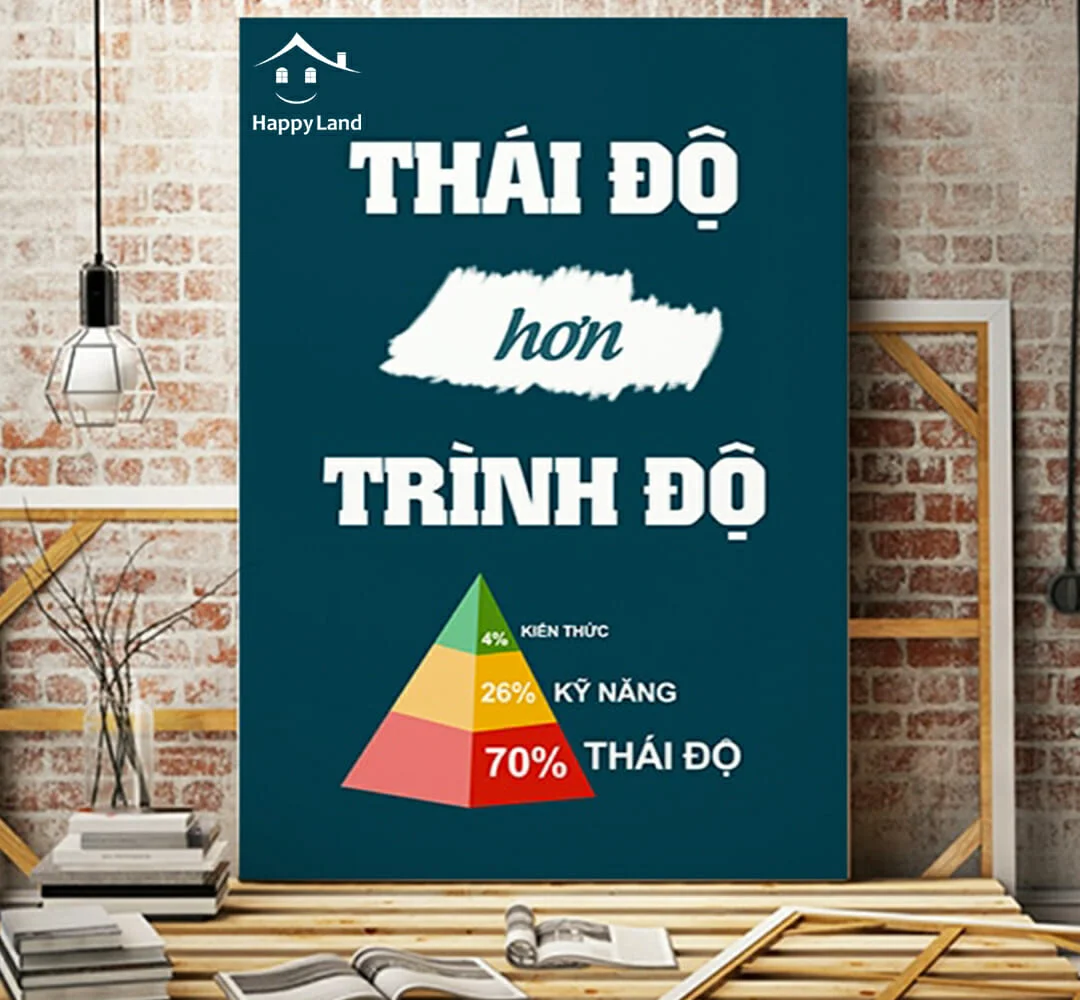 Happy Land
THÁI ĐỘ
hơn
TRÌNH ĐỘ
4% KIẾN THỨC
26% KỸ NĂNG
70% THÁI ĐỘ